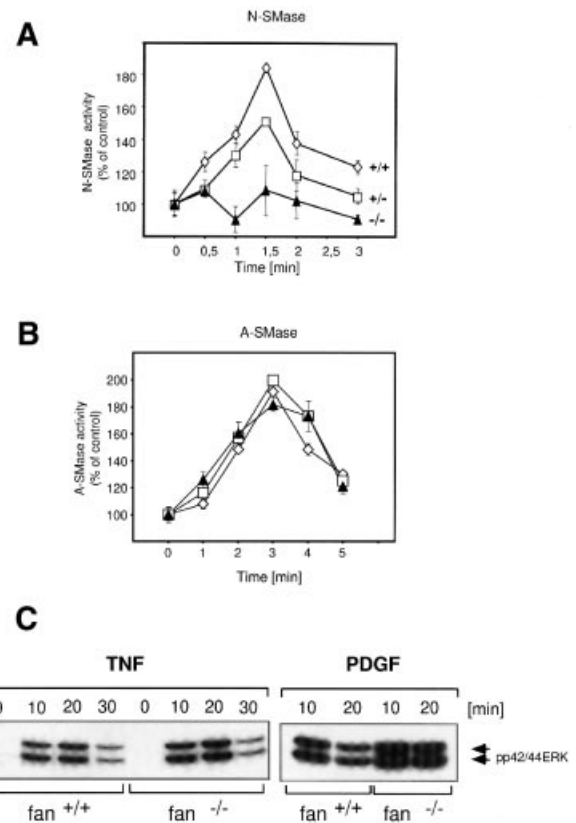 A
N-SMase
N-SMase activity
(% of control)
180
160
140
120
100
+/+
+/-
-/-
0 0,5 1 1,5 2 2,5 3
Time [min]
B
A-SMase
A-SMase activity
(% of control)
200
180
160
140
120
100
0 1 2 3 4 5
Time [min]
C
TNF PDGF
0 10 20 30 0 10 20 30 10 20 [min]
pp42/44ERK
fan +/+ fan -/- fan +/+ fan -/-